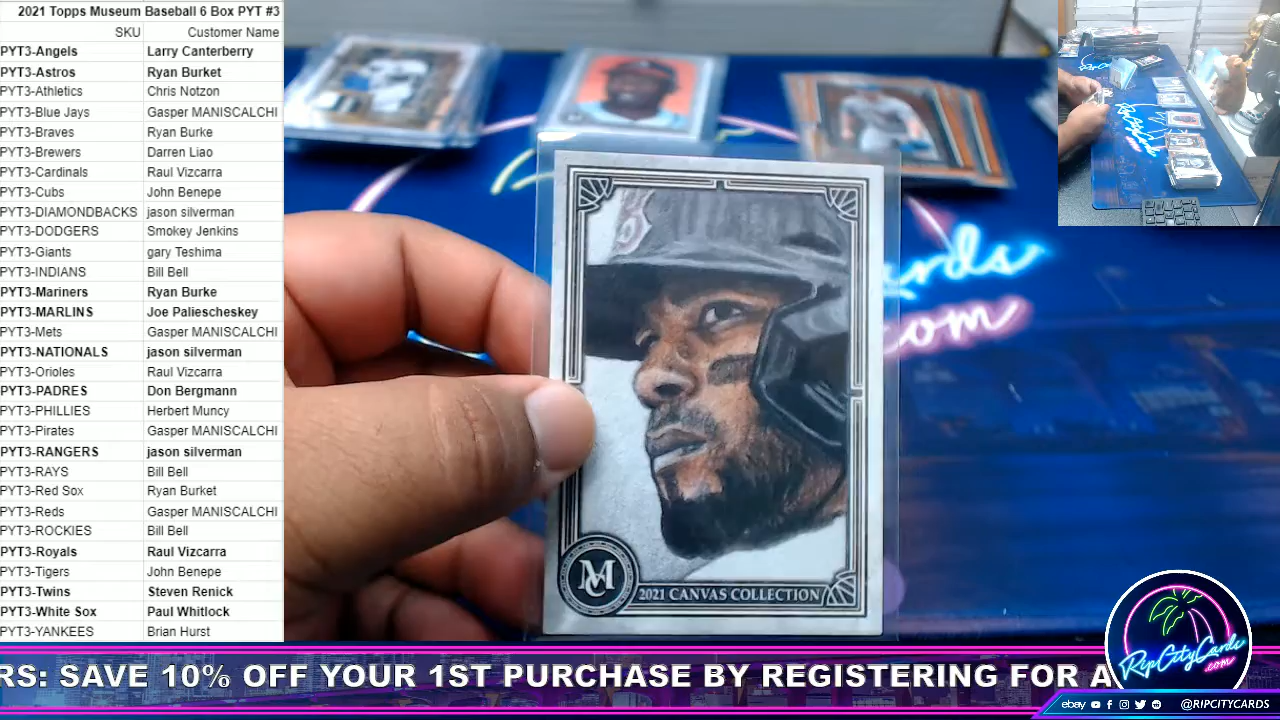 2021 Topps Museum Baseball 6 Box PYT #3
SKU Customer Name
PYT3-Angels Larry Canterberry
PYT3-Astros Ryan Burket
PYT3-Athletics Chris Notzon
PYT3-Blue Jays Gasper MANISCALCHI
PYT3-Braves Ryan Burke
PYT3-Brewers Darren Liao
PYT3-Cardinals Raul Vizcarra
PYT3-Cubs John Benepe
PYT3-DIAMONDBACKS jason silverman
PYT3-DODGERS Smokey Jenkins
PYT3-Giants gary Teshima
PYT3-INDIANS Bill Bell
PYT3-Mariners Ryan Burke
PYT3-MARLINS Joe Paliescheskey
PYT3-Mets Gasper MANISCALCHI
PYT3-NATIONALS jason silverman
PYT3-Orioles Raul Vizcarra
PYT3-PADRES Don Bergmann
PYT3-PHILLIES Herbert Muncy
PYT3-Pirates Gasper MANISCALCHI
PYT3-RANGERS jason silverman
PYT3-RAYS Bill Bell
PYT3-Red Sox Ryan Burket
PYT3-Reds Gasper MANISCALCHI
PYT3-ROCKIES Bill Bell
PYT3-Royals Raul Vizcarra
PYT3-Tigers John Benepe
PYT3-Twins Steven Renick
PYT3-White Sox Paul Whitlock
PYT3-YANKEES Brian Hurst
B
ards
.com
MC
2021 CANVAS COLLECTION
RS: SAVE 10% OFF YOUR 1ST PURCHASE BY REGISTERING FOR A
RipCityCards
.com
ebay @RIPCITYCARDS